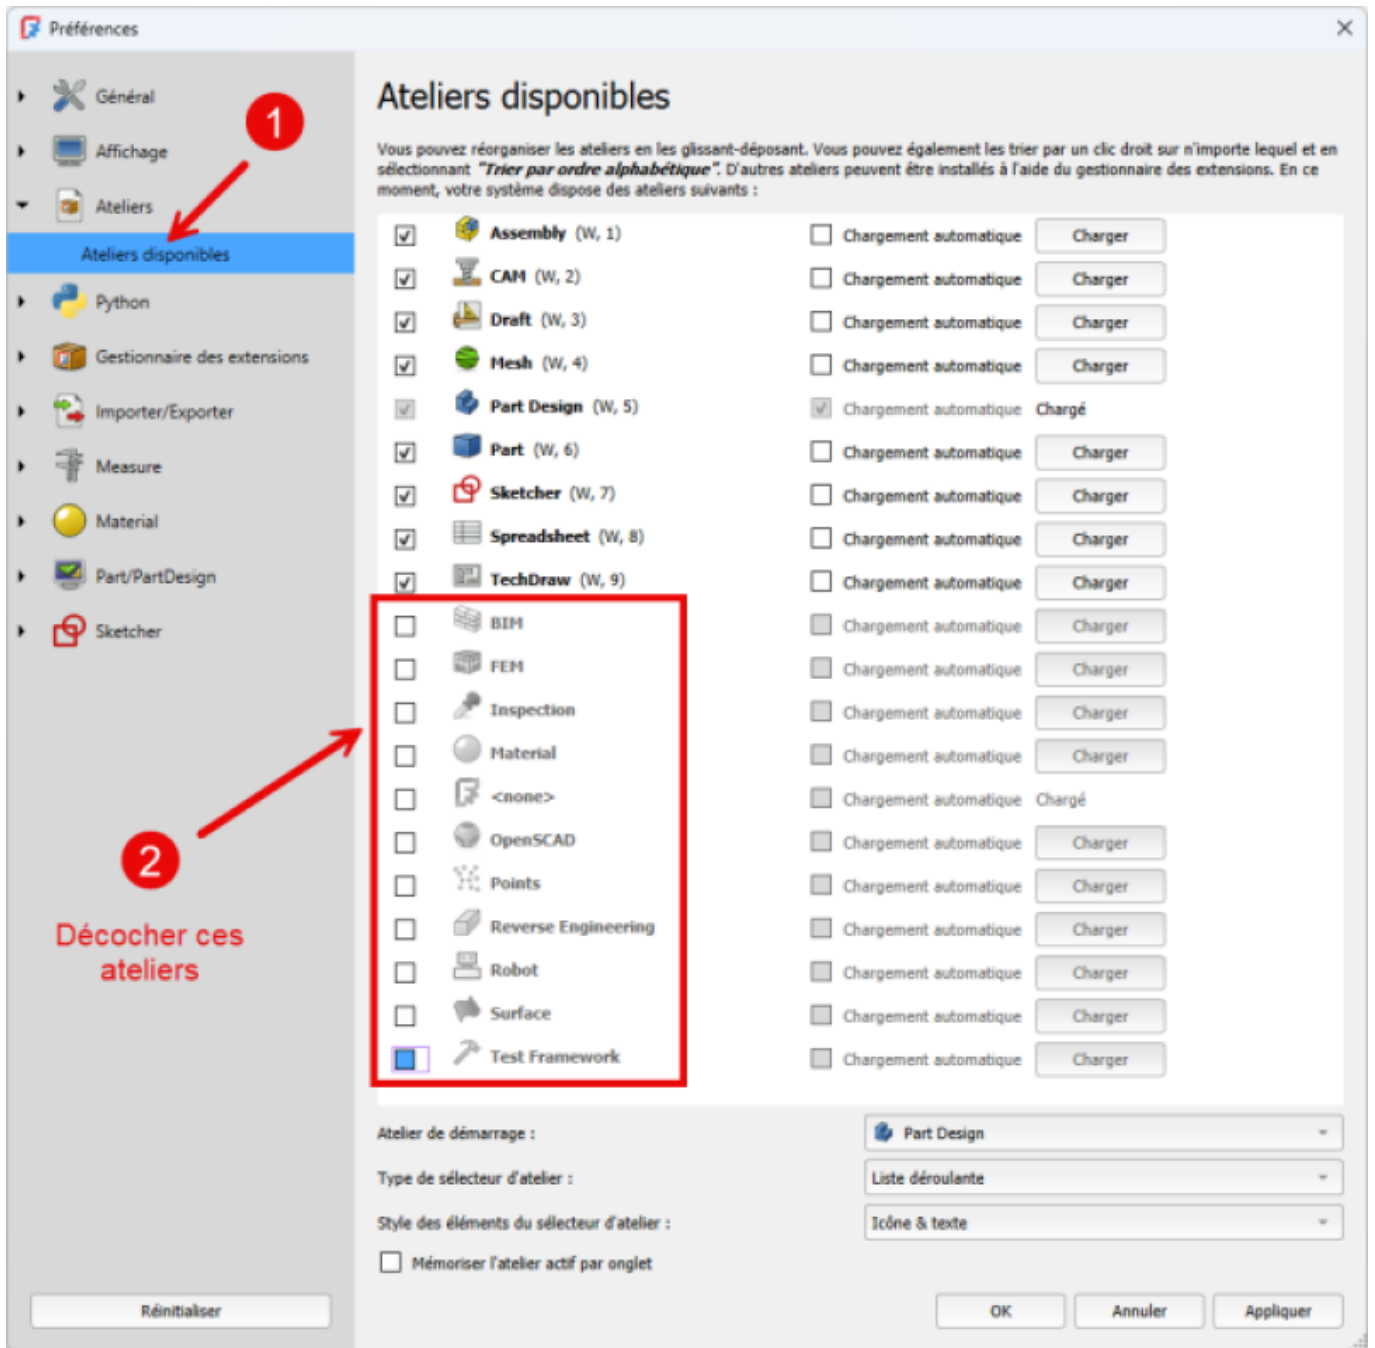 Préférences
Général
Affichage
Ateliers
Ateliers disponibles
Python
Gestionnaire des extensions
Importer/Exporter
Measure
Material
Part/PartDesign
Sketcher
1
2
Décocher ces
ateliers
Réinitialiser
Ateliers disponibles
Vous pouvez réorganiser les ateliers en les glissant-déposant. Vous pouvez également les trier par un clic droit sur n'importe lequel et en
sélectionnant "Trier par ordre alphabétique". D'autres ateliers peuvent être installés à l'aide du gestionnaire des extensions. En ce
moment, votre système dispose des ateliers suivants :
Assembly (W, 1) Chargement automatique Charger
CAM (W, 2) Chargement automatique Charger
Draft (W, 3) Chargement automatique Charger
Mesh (W, 4) Chargement automatique Charger
Part Design (W, 5) Chargement automatique Chargé
Part (W, 6) Chargement automatique Charger
Sketcher (W, 7) Chargement automatique Charger
Spreadsheet (W, 8) Chargement automatique Charger
TechDraw (W, 9) Chargement automatique Charger
BIM Chargement automatique Charger
FEM Chargement automatique Charger
Inspection Chargement automatique Charger
Material Chargement automatique Charger
<none> Chargement automatique Chargé
OpenSCAD Chargement automatique Charger
Points Chargement automatique Charger
Reverse Engineering Chargement automatique Charger
Robot Chargement automatique Charger
Surface Chargement automatique Charger
Test Framework Chargement automatique Charger
Atelier de démarrage : Part Design
Type de sélecteur d'atelier : Liste déroulante
Style des éléments du sélecteur d'atelier : Icône & texte
Mémoriser l'atelier actif par onglet
OK Annuler Appliquer